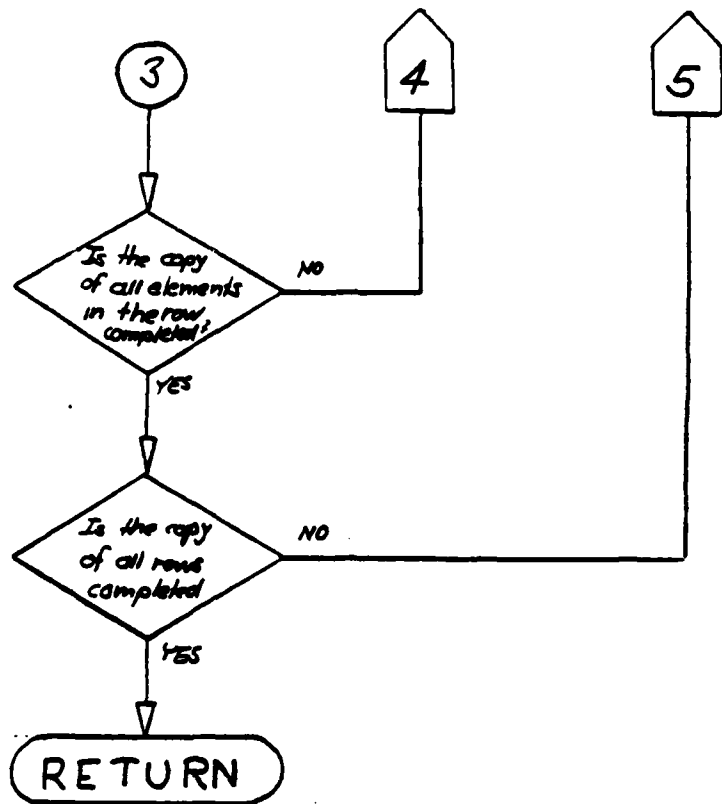 3
4
5
Is the copy
of all elements
in the row
completed?
NO
YES
Is the copy
of all rows
completed
NO
YES
RETURN